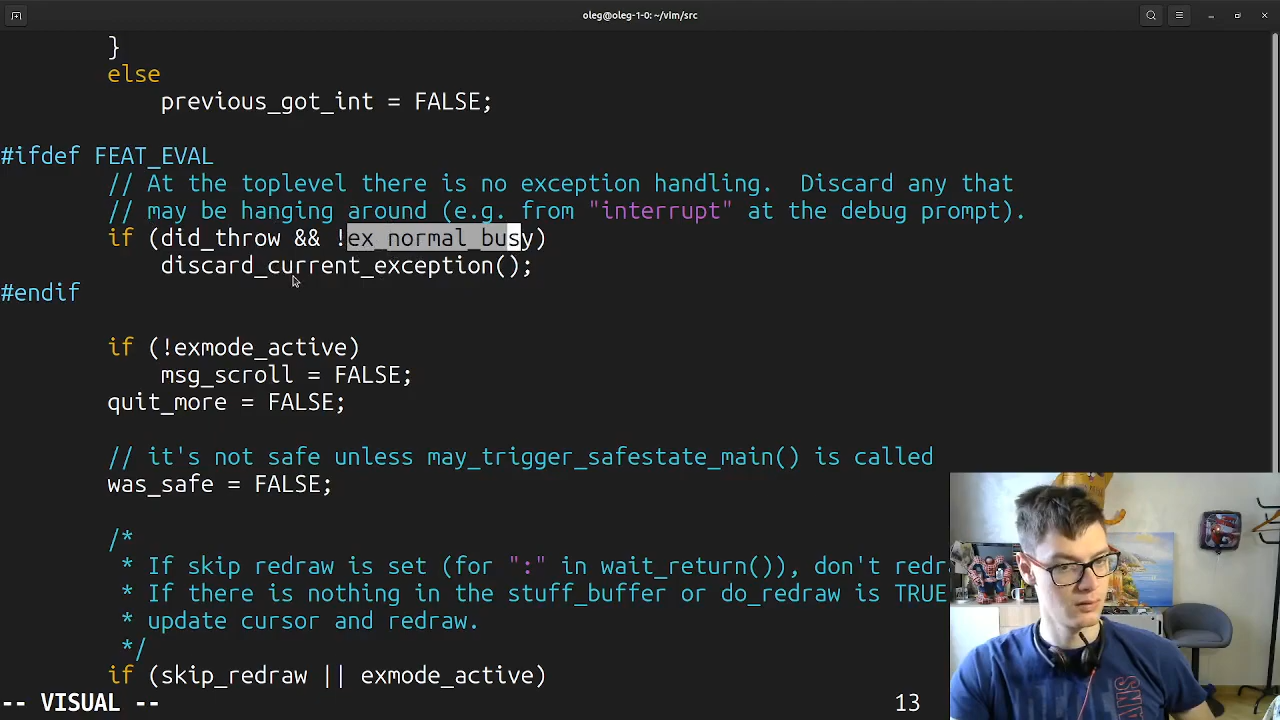 oleg@oleg-1-0: ~/vim/src
}
else
previous_got_int = FALSE;
#ifdef FEAT_EVAL
// At the toplevel there is no exception handling.  Discard any that
// may be hanging around (e.g. from "interrupt" at the debug prompt).
if (did_throw && !ex_normal_busy)
discard_current_exception();
#endif
if (!exmode_active)
msg_scroll = FALSE;
quit_more = FALSE;
// it's not safe unless may_trigger_safestate_main() is called
was_safe = FALSE;
/*
* If skip redraw is set (for ":" in wait_return()), don't redr
* If there is nothing in the stuff_buffer or do_redraw is TRUE
* update cursor and redraw.
*/
if (skip_redraw || exmode_active)
-- VISUAL -- 13